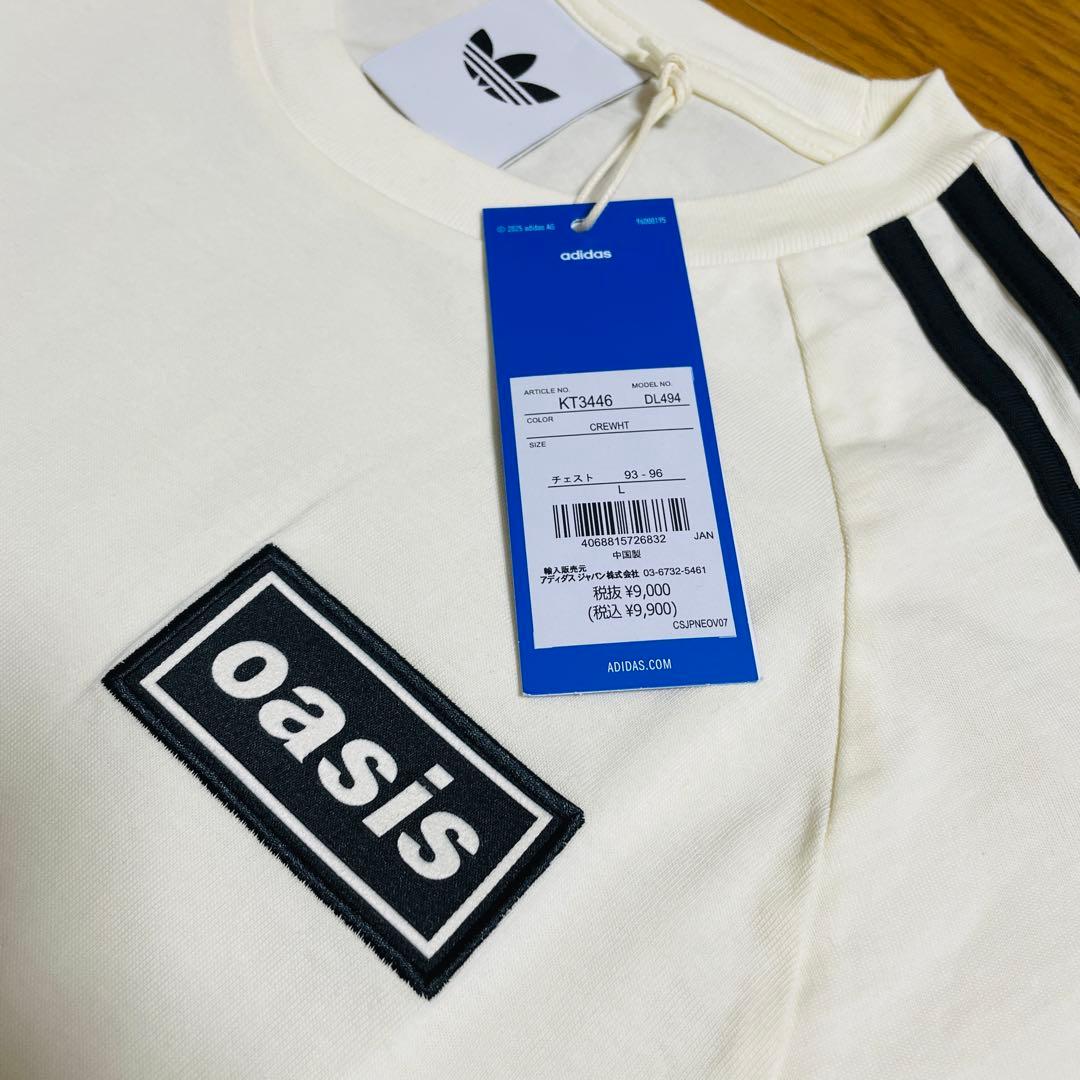 © 2025 adidas AG 96000195
adidas
ARTICLE NO. MODEL NO.
KT3446 DL494
COLOR
CREWHT
SIZE
チェスト 93 - 96
L
4068815726832 JAN
中国製
輸入販売元
アディダス ジャパン株式会社 03-6732-5461
税抜 ¥9,000
(税込 ¥9,900)
CSJPNEOV07
ADIDAS.COM
oasis